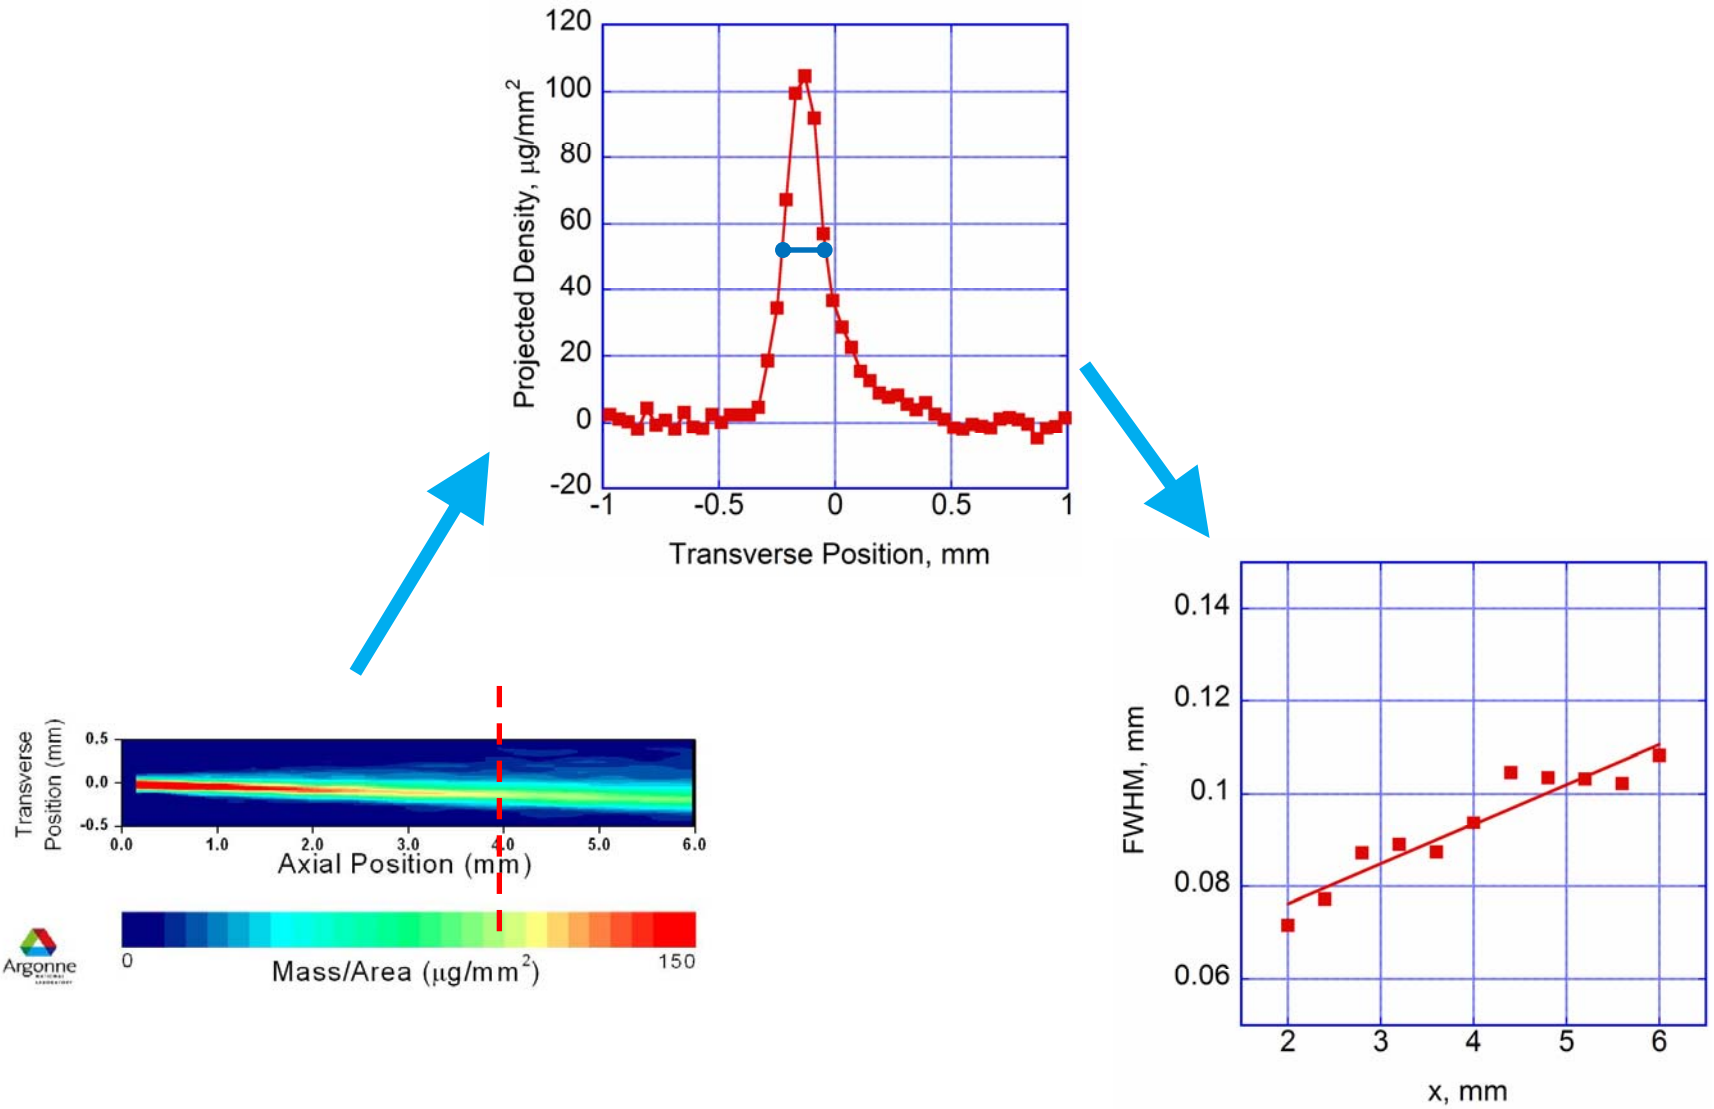 120
100
80
60
40
20
0
-20
Projected Density, µg/mm²
-1 -0.5 0 0.5 1
Transverse Position, mm
Transverse
Position (mm)
0.5
0.0
-0.5
0.0 1.0 2.0 3.0 4.0 5.0 6.0
Axial Position (mm)
0 150
Mass/Area (µg/mm²)
Argonne
NATIONAL
LABORATORY
0.14
0.12
0.1
0.08
0.06
FWHM, mm
2 3 4 5 6
x, mm